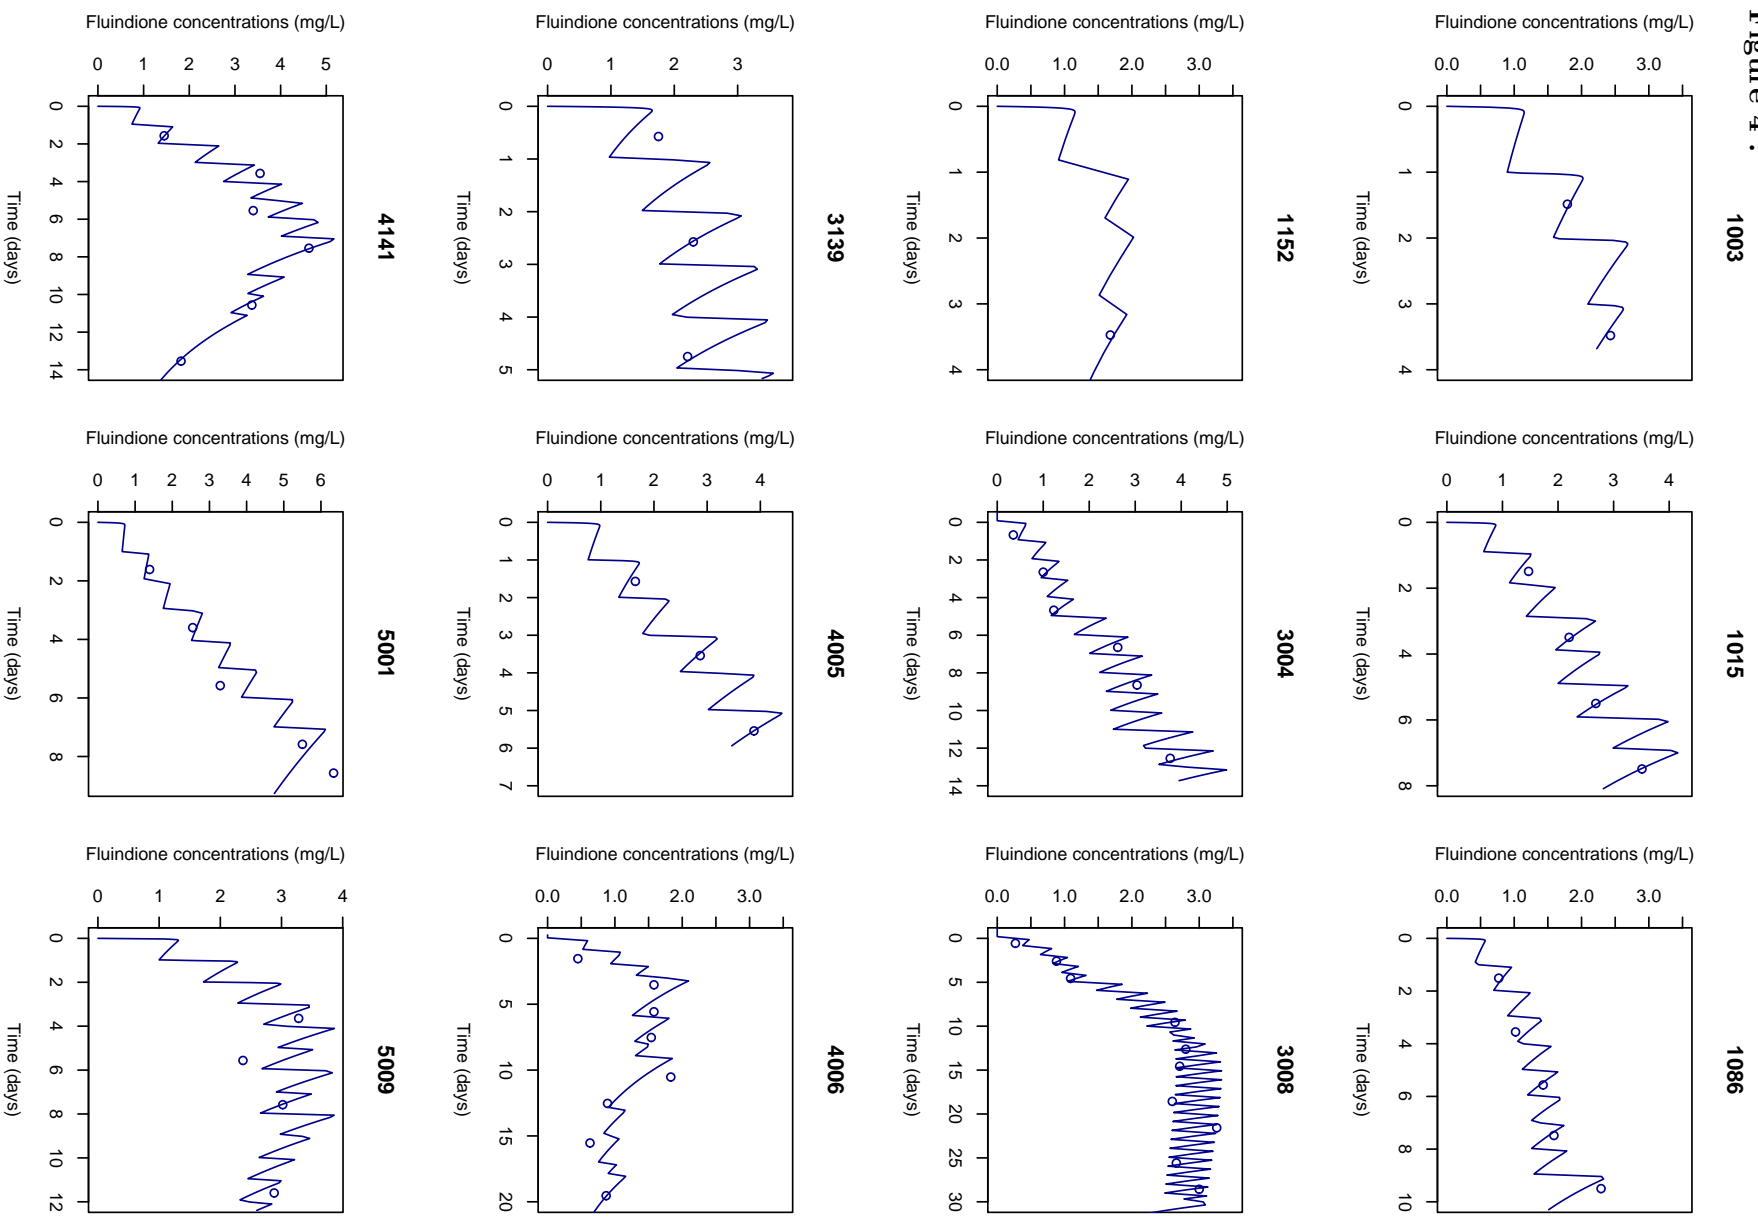 Figure 4 .
1003
Fluindione concentrations (mg/L)
0.0 1.0 2.0 3.0
0 1 2 3 4
Time (days)
1015
Fluindione concentrations (mg/L)
0 1 2 3 4
0 2 4 6 8
Time (days)
1086
Fluindione concentrations (mg/L)
0.0 1.0 2.0 3.0
0 2 4 6 8 10
Time (days)
1152
Fluindione concentrations (mg/L)
0.0 1.0 2.0 3.0
0 1 2 3 4
Time (days)
3004
Fluindione concentrations (mg/L)
0 1 2 3 4 5
0 2 4 6 8 10 12 14
Time (days)
3008
Fluindione concentrations (mg/L)
0.0 1.0 2.0 3.0
0 5 10 15 20 25 30
Time (days)
3139
Fluindione concentrations (mg/L)
0 1 2 3
0 1 2 3 4 5
Time (days)
4005
Fluindione concentrations (mg/L)
0 1 2 3 4
0 1 2 3 4 5 6 7
Time (days)
4006
Fluindione concentrations (mg/L)
0.0 1.0 2.0 3.0
0 5 10 15 20
Time (days)
4141
Fluindione concentrations (mg/L)
0 1 2 3 4 5
0 2 4 6 8 10 12 14
Time (days)
5001
Fluindione concentrations (mg/L)
0 1 2 3 4 5 6
0 2 4 6 8
Time (days)
5009
Fluindione concentrations (mg/L)
0 1 2 3 4
0 2 4 6 8 10 12
Time (days)